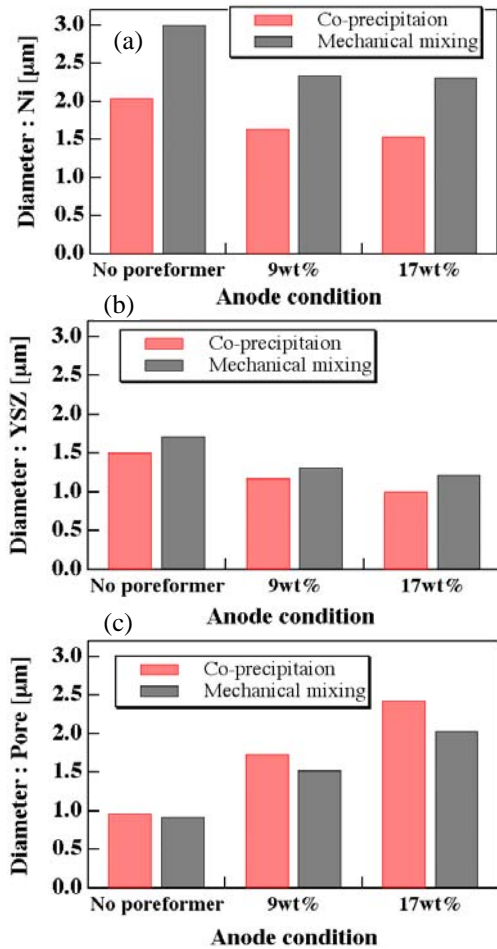 (a)
Co-precipitaion
Mechanical mixing
Diameter : Ni [μm]
3.0
2.5
2.0
1.5
1.0
0.5
0.0
No poreformer 9wt% 17wt%
Anode condition
(b)
Co-precipitaion
Mechanical mixing
Diameter : YSZ [μm]
3.0
2.5
2.0
1.5
1.0
0.5
0.0
No poreformer 9wt% 17wt%
Anode condition
(c)
Co-precipitaion
Mechanical mixing
Diameter : Pore [μm]
3.0
2.5
2.0
1.5
1.0
0.5
0.0
No poreformer 9wt% 17wt%
Anode condition